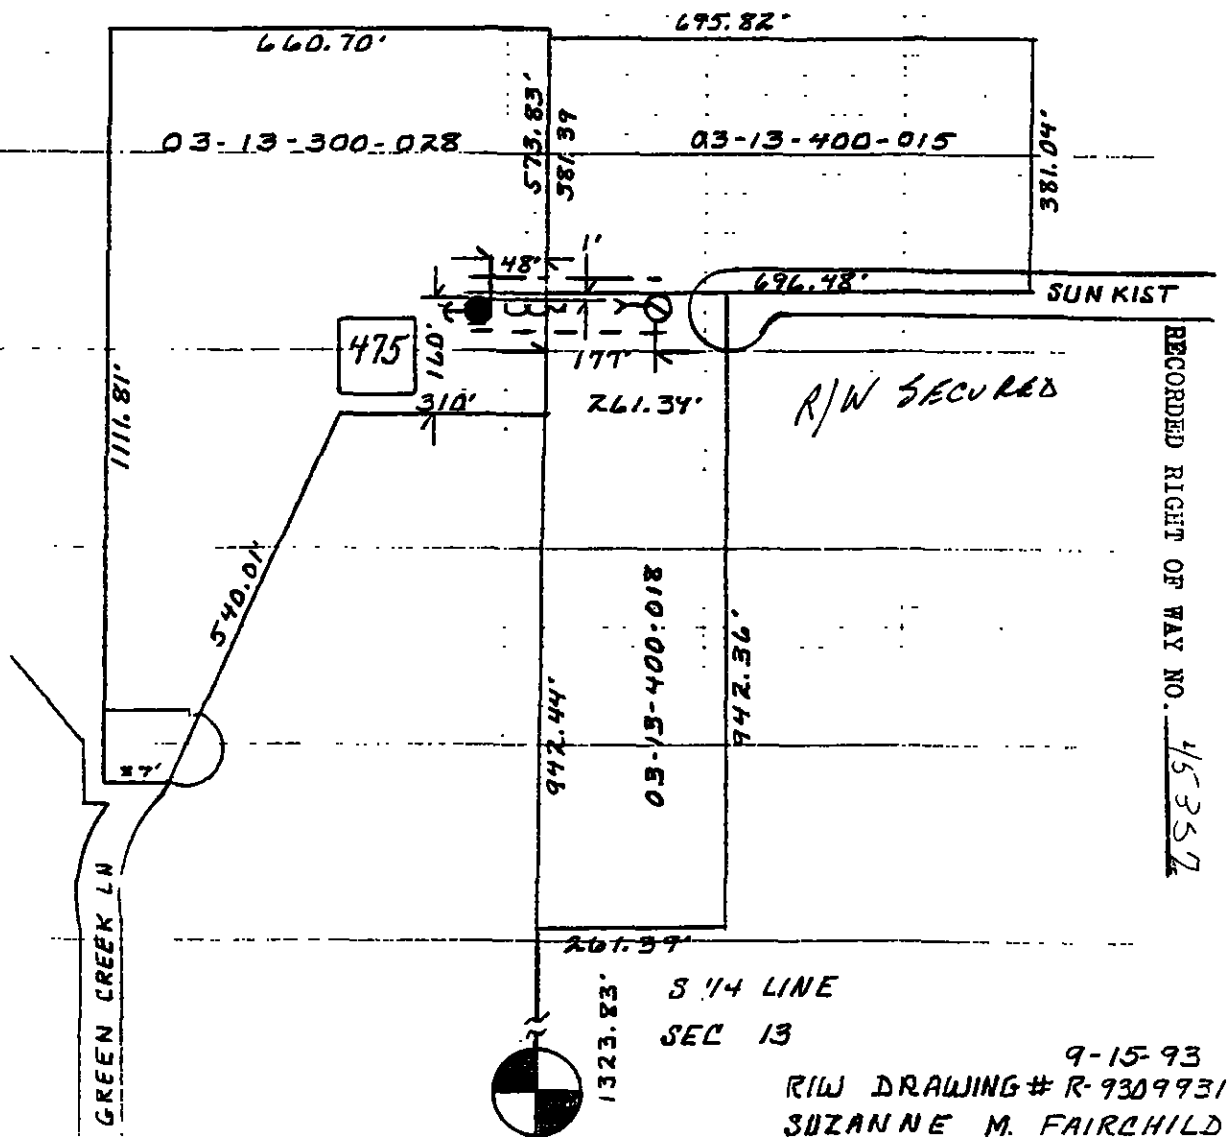 695.82'
660.70'
03-13-300-028
573.83'
381.39
03-13-400-015
381.04'
1'
48'
696.48'
SUN KIST
475
160'
177'
310'
261.34'
R/W SECURED
1111.81'
540.01'
RECORDED RIGHT OF WAY NO. 45352
03-13-400-018
942.36'
942.44'
GREEN CREEK LN
261.39'
S 1/4 LINE
SEC 13
1323.83'
9-15-93
R/W DRAWING # R-9309931
SUZANNE M. FAIRCHILD